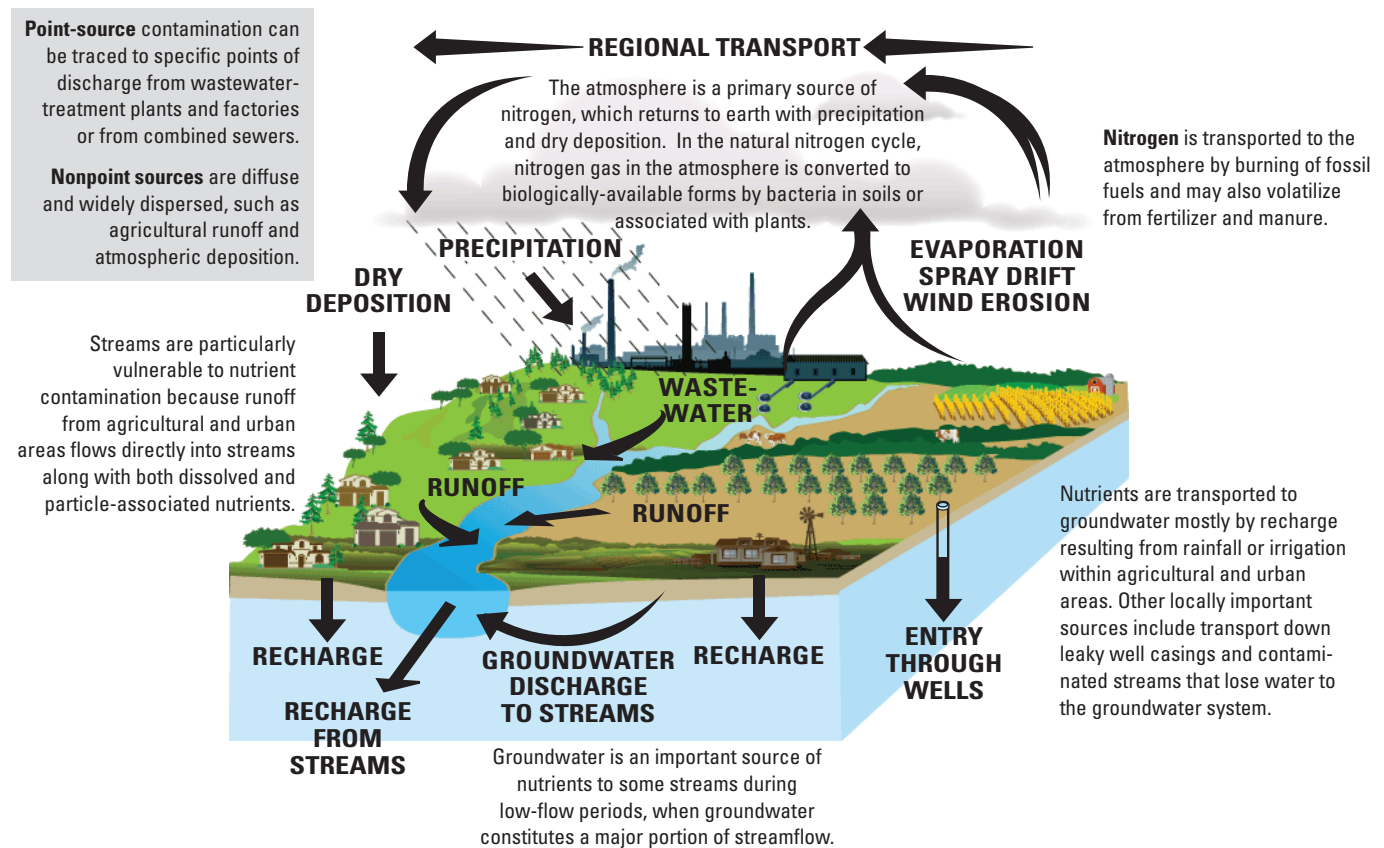 Point-source contamination can
be traced to specific points of
discharge from wastewater-
treatment plants and factories
or from combined sewers.
Nonpoint sources are diffuse
and widely dispersed, such as
agricultural runoff and
atmospheric deposition.
REGIONAL TRANSPORT
The atmosphere is a primary source of
nitrogen, which returns to earth with precipitation
and dry deposition. In the natural nitrogen cycle,
nitrogen gas in the atmosphere is converted to
biologically-available forms by bacteria in soils or
associated with plants.
Nitrogen is transported to the
atmosphere by burning of fossil
fuels and may also volatilize
from fertilizer and manure.
PRECIPITATION
DRY
DEPOSITION
EVAPORATION
SPRAY DRIFT
WIND EROSION
Streams are particularly
vulnerable to nutrient
contamination because runoff
from agricultural and urban
areas flows directly into streams
along with both dissolved and
particle-associated nutrients.
WASTE-
WATER
RUNOFF
RUNOFF
Nutrients are transported to
groundwater mostly by recharge
resulting from rainfall or irrigation
within agricultural and urban
areas. Other locally important
sources include transport down
leaky well casings and contami-
nated streams that lose water to
the groundwater system.
RECHARGE
RECHARGE
FROM
STREAMS
GROUNDWATER
DISCHARGE
TO STREAMS
RECHARGE
ENTRY
THROUGH
WELLS
Groundwater is an important source of
nutrients to some streams during
low-flow periods, when groundwater
constitutes a major portion of streamflow.